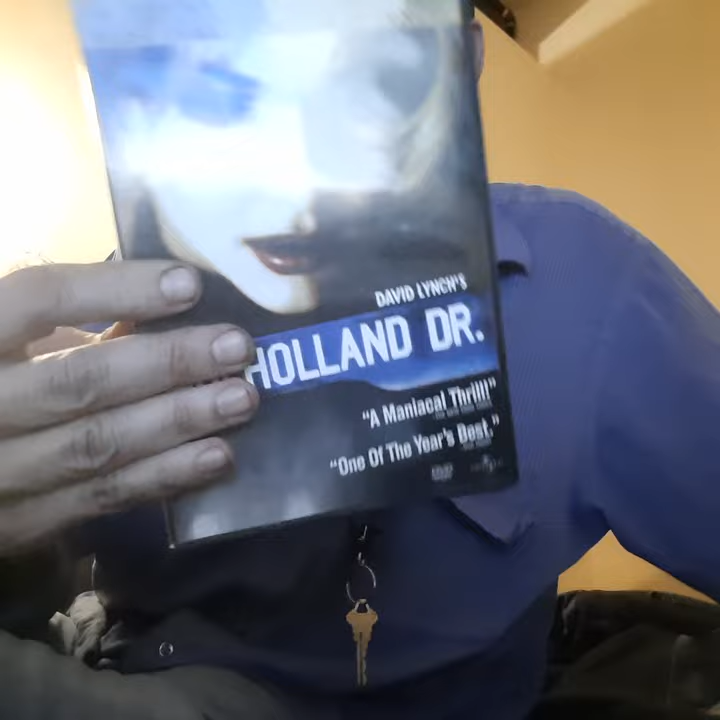 DAVID LYNCH'S
HOLLAND DR.
"A Maniacal Thrill!"
"One Of The Year's Best."
DVD